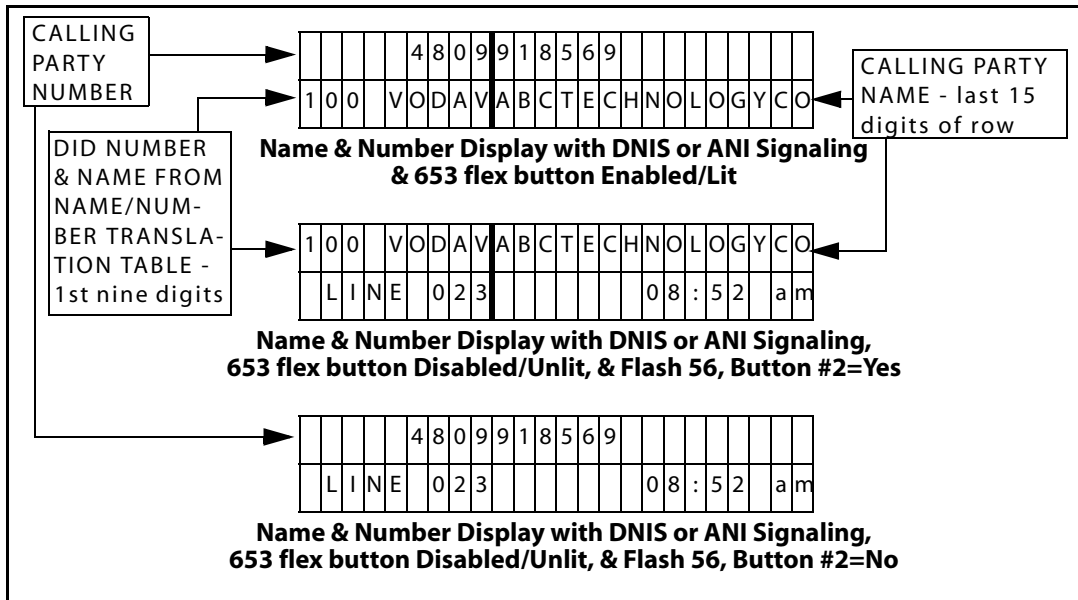 CALLING
PARTY
NUMBER
4809918569
100 VODAVABCTECHNOLOGYCO
CALLING PARTY
NAME - last 15
digits of row
DID NUMBER
& NAME FROM
NAME/NUM-
BER TRANSLA-
TION TABLE -
1st nine digits
Name & Number Display with DNIS or ANI Signaling
& 653 flex button Enabled/Lit
100 VODAVABCTECHNOLOGYCO
LINE 023 08:52 am
Name & Number Display with DNIS or ANI Signaling,
653 flex button Disabled/Unlit, & Flash 56, Button #2=Yes
4809918569
LINE 023 08:52 am
Name & Number Display with DNIS or ANI Signaling,
653 flex button Disabled/Unlit, & Flash 56, Button #2=No